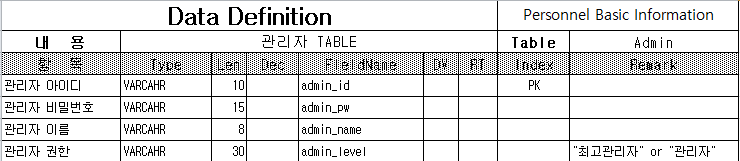 Data Definition Personnel Basic Information
내 용 관리자 TABLE Table Admin
항 목 Type Len Dec FieldName DW RT Index Remark
관리자 아이디 VARCAHR 10 admin_id PK
관리자 비밀번호 VARCAHR 15 admin_pw
관리자 이름 VARCAHR 8 admin_name
관리자 권한 VARCAHR 30 admin_level "최고관리자" or "관리자"